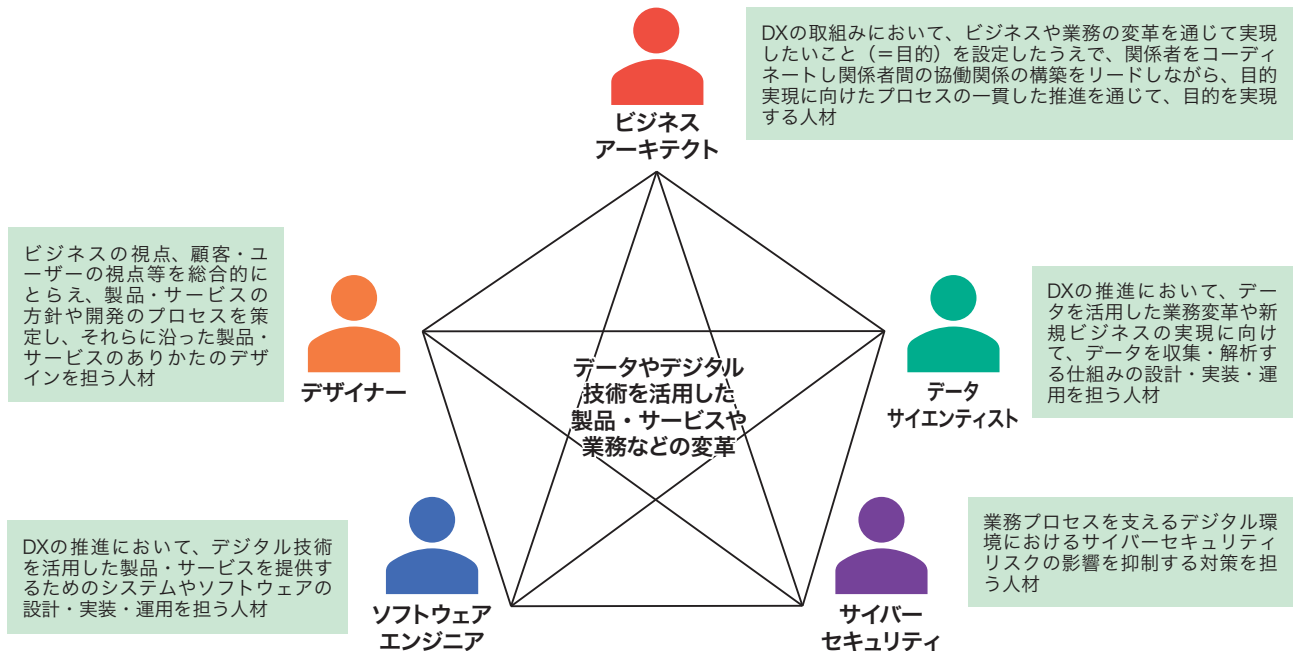 DXの取組みにおいて、ビジネスや業務の変革を通じて実現
したいこと（＝目的）を設定したうえで、関係者をコーディ
ネートし関係者間の協働関係の構築をリードしながら、目的
実現に向けたプロセスの一貫した推進を通じて、目的を実現
する人材
ビジネス
アーキテクト
ビジネスの視点、顧客・ユ
ーザーの視点等を総合的に
とらえ、製品・サービスの
方針や開発のプロセスを策
定し、それらに沿った製品・
サービスのありかたのデザ
インを担う人材
デザイナー
DXの推進において、デー
タを活用した業務変革や新
規ビジネスの実現に向け
て、データを収集・解析す
る仕組みの設計・実装・運
用を担う人材
データ
サイエンティスト
データやデジタル
技術を活用した
製品・サービスや
業務などの変革
DXの推進において、デジタル技術
を活用した製品・サービスを提供す
るためのシステムやソフトウェアの
設計・実装・運用を担う人材
ソフトウェア
エンジニア
業務プロセスを支えるデジタル環
境におけるサイバーセキュリティ
リスクの影響を抑制する対策を担
う人材
サイバー
セキュリティ